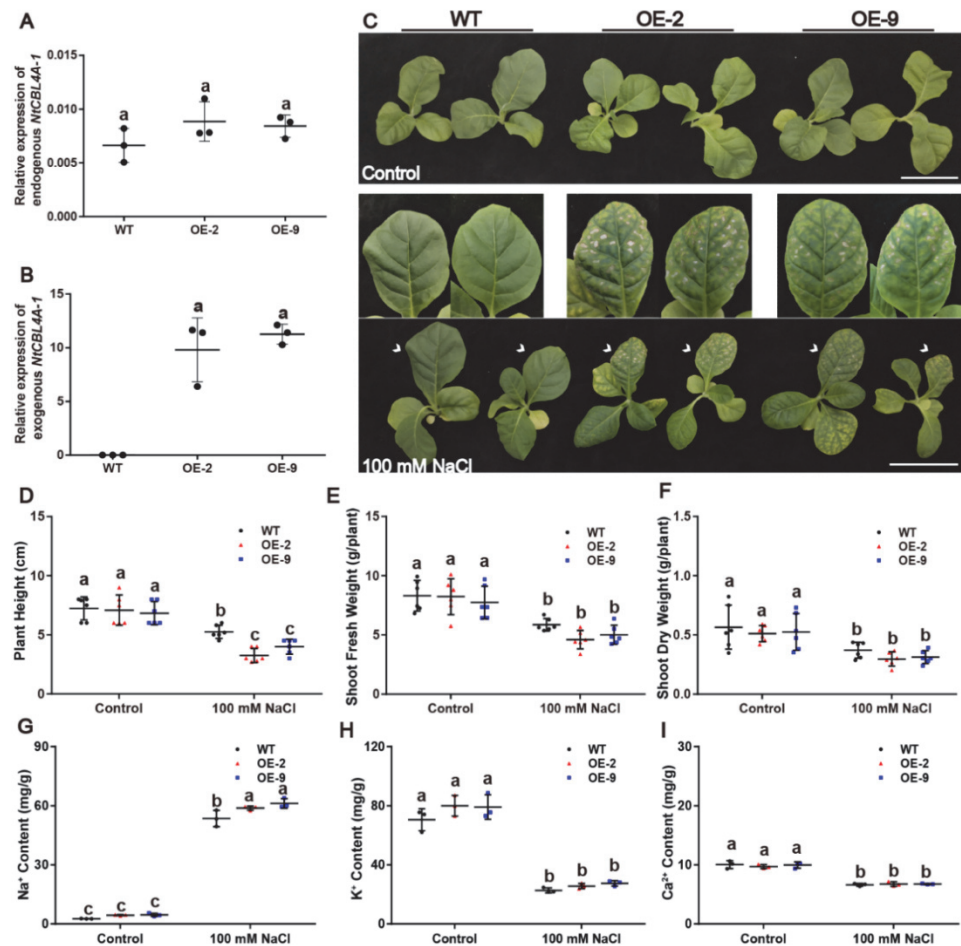 A
Relative expression of
endogenous NtCBL4A-1
0.015
0.010
0.005
0.000
a
a
a
WT
OE-2
OE-9
B
Relative expression of
exogenous NtCBL4A-1
15
10
5
0
a
a
WT
OE-2
OE-9
C
WT
OE-2
OE-9
Control
100 mM NaCl
D
Plant Height (cm)
15
10
5
0
WT
OE-2
OE-9
a
a
a
b
c
c
Control
100 mM NaCl
E
Shoot Fresh Weight (g/plant)
15
10
5
0
WT
OE-2
OE-9
a
a
a
b
b
b
Control
100 mM NaCl
F
Shoot Dry Weight (g/plant)
1.5
1.0
0.5
0.0
WT
OE-2
OE-9
a
a
a
b
b
b
Control
100 mM NaCl
G
Na⁺ Content (mg/g)
90
60
30
0
WT
OE-2
OE-9
c
c
c
b
a
a
Control
100 mM NaCl
H
K⁺ Content (mg/g)
120
80
40
0
WT
OE-2
OE-9
a
a
a
b
b
b
Control
100 mM NaCl
I
Ca²⁺ Content (mg/g)
30
20
10
0
WT
OE-2
OE-9
a
a
a
b
b
b
Control
100 mM NaCl